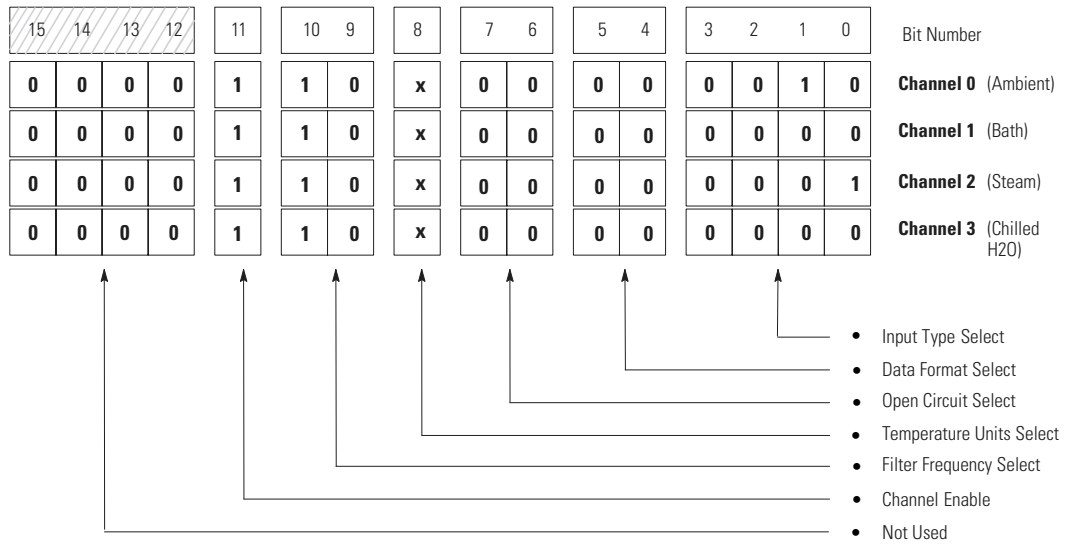 15 14 13 12 11 10 9 8 7 6 5 4 3 2 1 0 Bit Number
0 0 0 0 1 1 0 x 0 0 0 0 0 0 1 0 Channel 0 (Ambient)
0 0 0 0 1 1 0 x 0 0 0 0 0 0 0 0 Channel 1 (Bath)
0 0 0 0 1 1 0 x 0 0 0 0 0 0 0 1 Channel 2 (Steam)
0 0 0 0 1 1 0 x 0 0 0 0 0 0 0 0 Channel 3 (Chilled
H2O)
• Input Type Select
• Data Format Select
• Open Circuit Select
• Temperature Units Select
• Filter Frequency Select
• Channel Enable
• Not Used